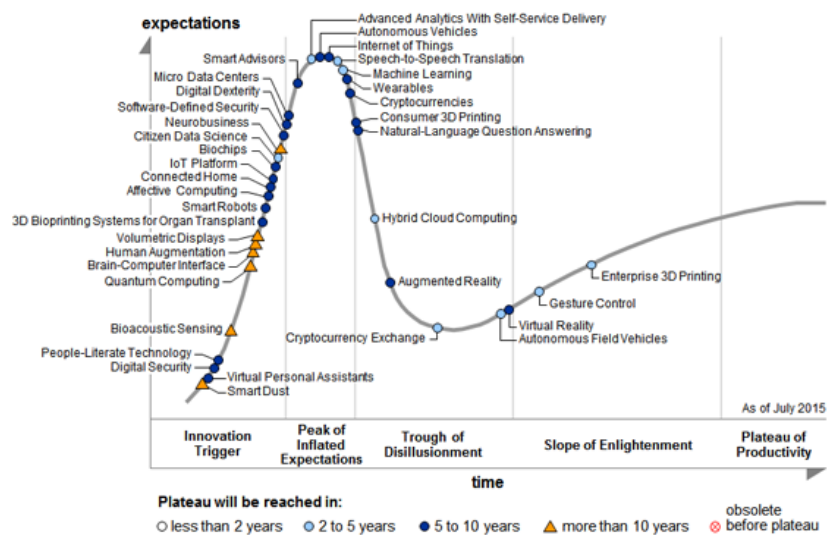 expectations
Advanced Analytics With Self-Service Delivery
Autonomous Vehicles
Internet of Things
Smart Advisors
Speech-to-Speech Translation
Machine Learning
Micro Data Centers
Wearables
Digital Dexterity
Cryptocurrencies
Software-Defined Security
Consumer 3D Printing
Neurobusiness
Natural-Language Question Answering
Citizen Data Science
Biochips
IoT Platform
Connected Home
Affective Computing
Smart Robots
Hybrid Cloud Computing
3D Bioprinting Systems for Organ Transplant
Volumetric Displays
Human Augmentation
Brain-Computer Interface
Quantum Computing
Augmented Reality
Enterprise 3D Printing
Gesture Control
Bioacoustic Sensing
Cryptocurrency Exchange
Virtual Reality
Autonomous Field Vehicles
People-Literate Technology
Digital Security
Virtual Personal Assistants
Smart Dust
As of July 2015
Innovation
Trigger
Peak of
Inflated
Expectations
Trough of
Disillusionment
Slope of Enlightenment
Plateau of
Productivity
time
Plateau will be reached in:
less than 2 years
2 to 5 years
5 to 10 years
more than 10 years
obsolete
before plateau